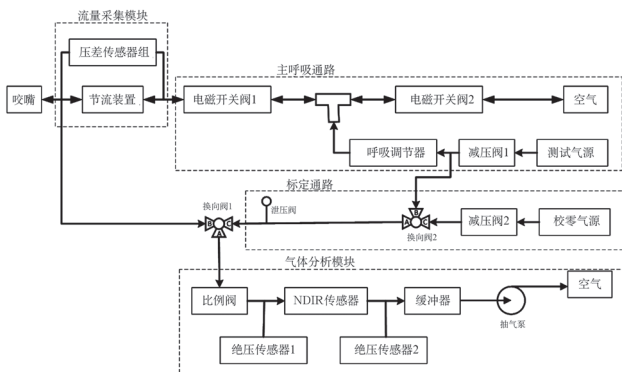 流量采集模块
压差传感器组
主呼吸通路
咬嘴
节流装置
电磁开关阀1
电磁开关阀2
空气
呼吸调节器
减压阀1
测试气源
标定通路
换向阀1
泄压阀
B
B
C
A
C
A
换向阀2
减压阀2
校零气源
气体分析模块
比例阀
NDIR传感器
缓冲器
空气
抽气泵
绝压传感器1
绝压传感器2